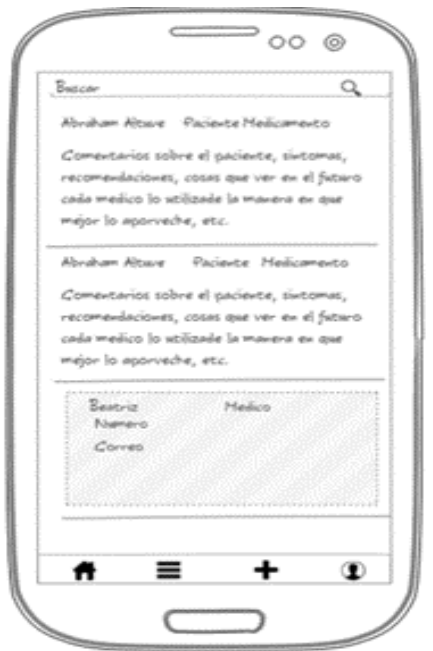 Buscar
Abraham Altuve Paciente Medicamento
Comentarios sobre el paciente, sintomas,
recomendaciones, cosas que ver en el futuro
cada medico lo utilizade la manera en que
mejor lo aporveche, etc.
Abraham Altuve Paciente Medicamento
Comentarios sobre el paciente, sintomas,
recomendaciones, cosas que ver en el futuro
cada medico lo utilizade la manera en que
mejor lo aporveche, etc.
Beatriz Medico
Numero
Correo